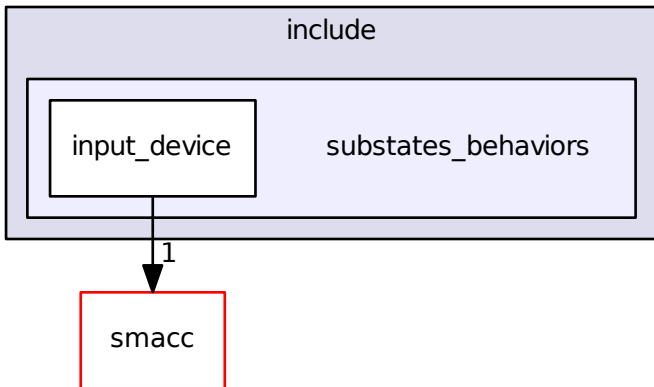 include
input_device
substates_behaviors
1
smacc